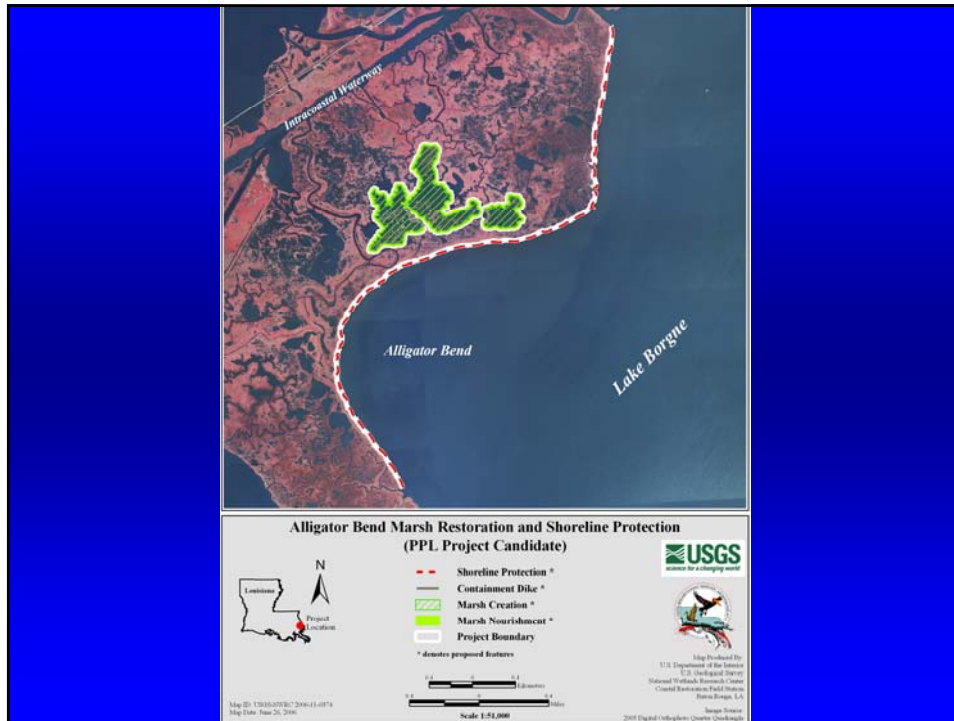 Intracoastal Waterway
Alligator Bend
Lake Borgne
Alligator Bend Marsh Restoration and Shoreline Protection
(PPL Project Candidate)
USGS
science for a changing world
Louisiana
N
Project
Location
Shoreline Protection *
Containment Dike *
Marsh Creation *
Marsh Nourishment *
Project Boundary
* denotes proposed features
Kilometers
Miles
Scale 1:51,000
Map Produced By:
U.S. Department of the Interior
U.S. Geological Survey
National Wetlands Research Center
Coastal Restoration Field Station
Baton Rouge, LA
Map Date: June 26, 2006
Image Source:
2005 Digital Orthophoto Quarter Quadrangle